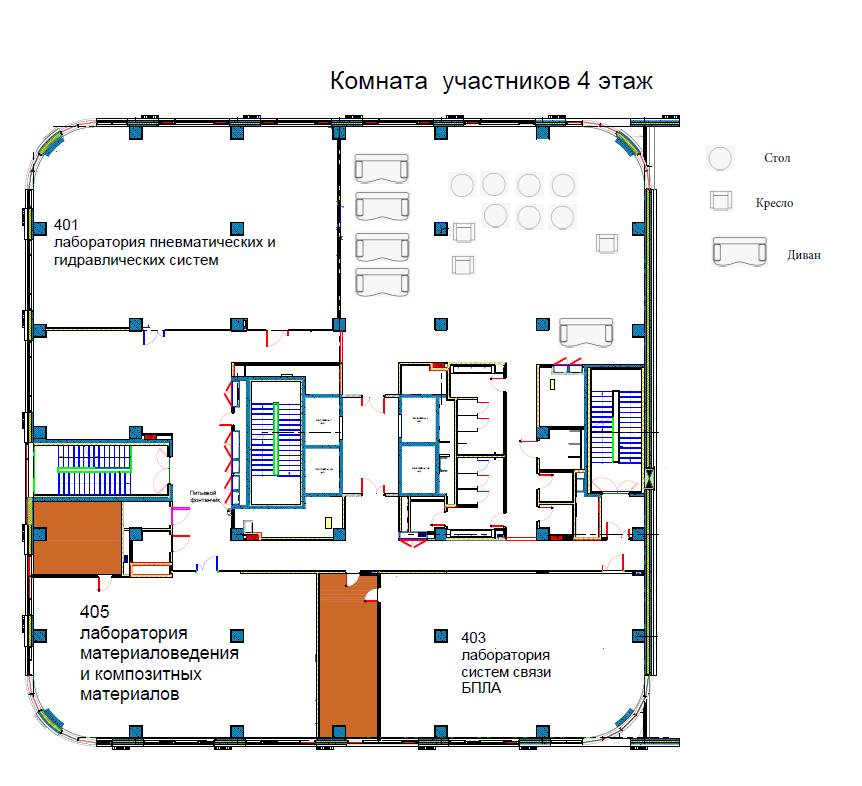 Комната участников 4 этаж
Стол
Кресло
Диван
401
лаборатория пневматических и
гидравлических систем
Питьевой
фонтанчик
405
лаборатория
материаловедения
и композитных
материалов
403
лаборатория
систем связи
БПЛА